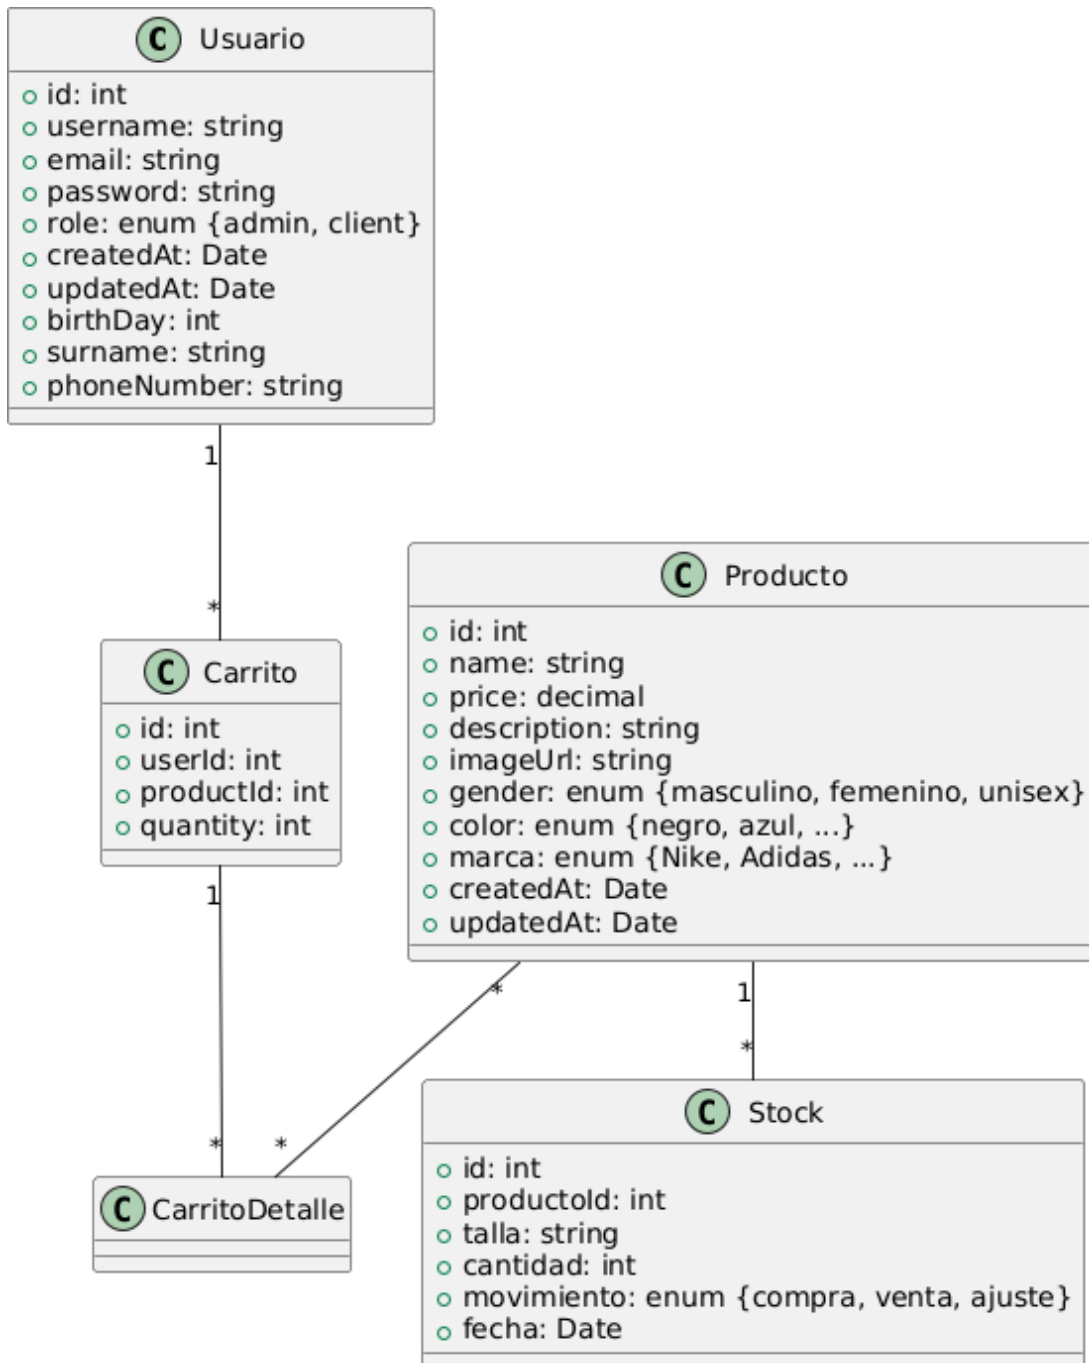 C Usuario
id: int
username: string
email: string
password: string
role: enum {admin, client}
createdAt: Date
updatedAt: Date
birthDay: int
surname: string
phoneNumber: string
1
*
C Carrito
id: int
userId: int
productId: int
quantity: int
1
*
C Producto
id: int
name: string
price: decimal
description: string
imageUrl: string
gender: enum {masculino, femenino, unisex}
color: enum {negro, azul, ...}
marca: enum {Nike, Adidas, ...}
createdAt: Date
updatedAt: Date
*
*
1
*
C CarritoDetalle
C Stock
id: int
productoId: int
talla: string
cantidad: int
movimiento: enum {compra, venta, ajuste}
fecha: Date